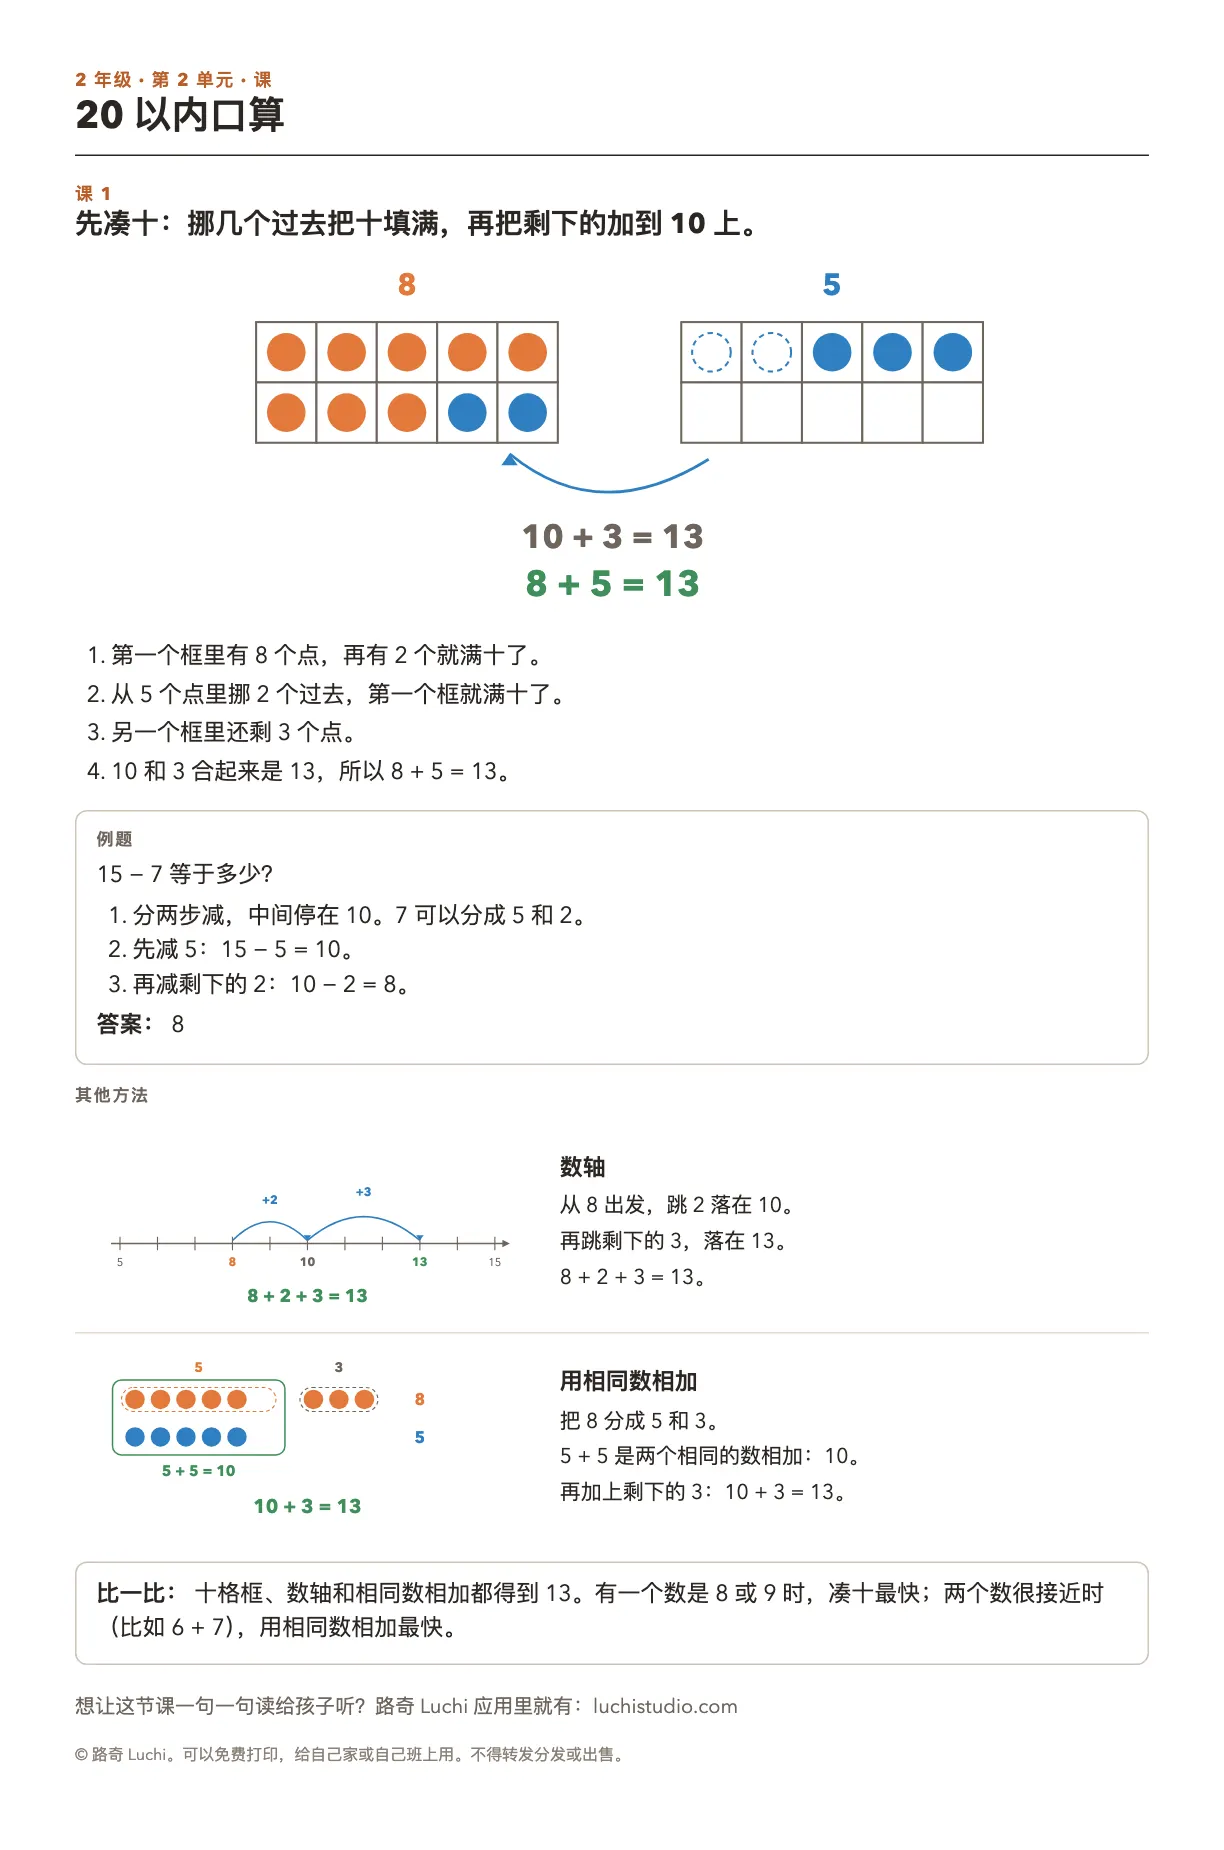 2 年级 · 第 2 单元 · 课
20 以内口算
课 1
先凑十：挪几个过去把十填满，再把剩下的加到 10 上。
8
5
10 + 3 = 13
8 + 5 = 13
1. 第一个框里有 8 个点，再有 2 个就满十了。
2. 从 5 个点里挪 2 个过去，第一个框就满十了。
3. 另一个框里还剩 3 个点。
4. 10 和 3 合起来是 13，所以 8 + 5 = 13。
例题
15 − 7 等于多少？
1. 分两步减，中间停在 10。7 可以分成 5 和 2。
2. 先减 5：15 − 5 = 10。
3. 再减剩下的 2：10 − 2 = 8。
答案： 8
其他方法
+2
+3
5
8
10
13
15
8 + 2 + 3 = 13
数轴
从 8 出发，跳 2 落在 10。
再跳剩下的 3，落在 13。
8 + 2 + 3 = 13。
5
3
8
5
5 + 5 = 10
10 + 3 = 13
用相同数相加
把 8 分成 5 和 3。
5 + 5 是两个相同的数相加：10。
再加上剩下的 3：10 + 3 = 13。
比一比： 十格框、数轴和相同数相加都得到 13。有一个数是 8 或 9 时，凑十最快；两个数很接近时
（比如 6 + 7），用相同数相加最快。
想让这节课一句一句读给孩子听？路奇 Luchi 应用里就有：luchistudio.com
© 路奇 Luchi。可以免费打印，给自己家或自己班上用。不得转发分发或出售。